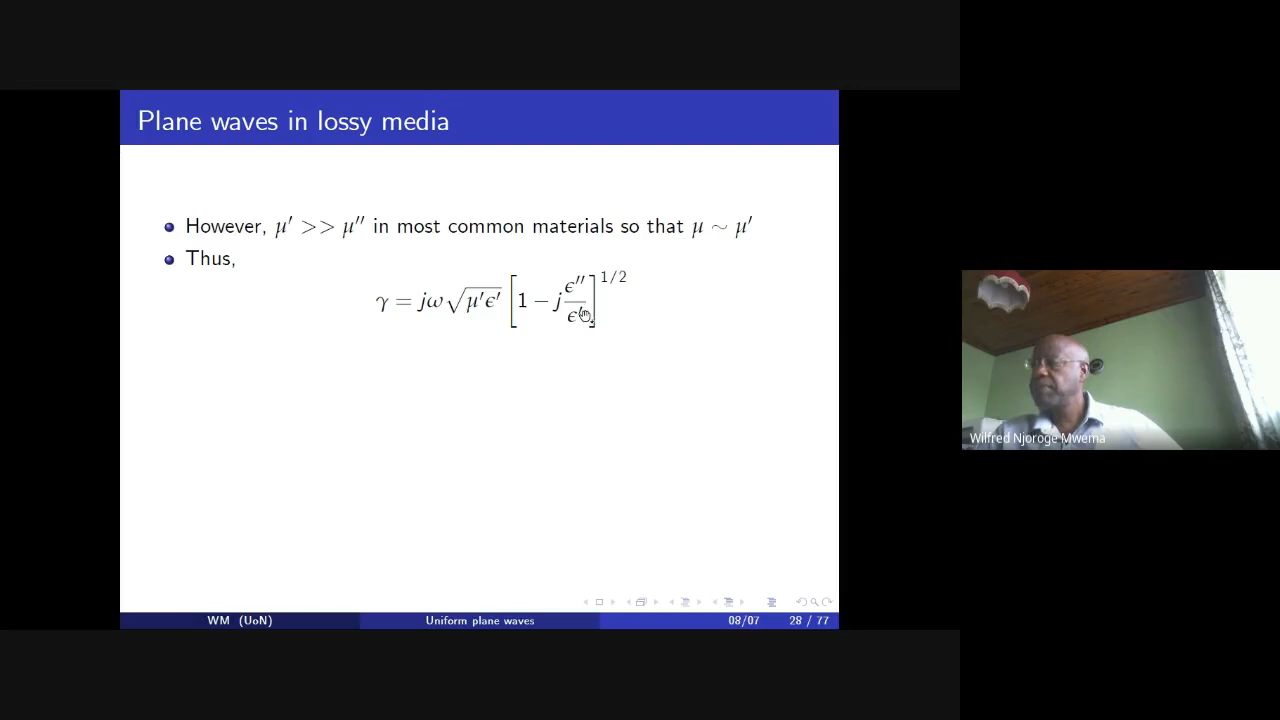 Plane waves in lossy media
However, μ′ >> μ″ in most common materials so that μ ∼ μ′
Thus,
γ = jω√μ′ϵ′ [1 − j ϵ″/ϵ′]^1/2
Wilfred Njoroge Mwema
WM (UoN) Uniform plane waves 08/07 28 / 77